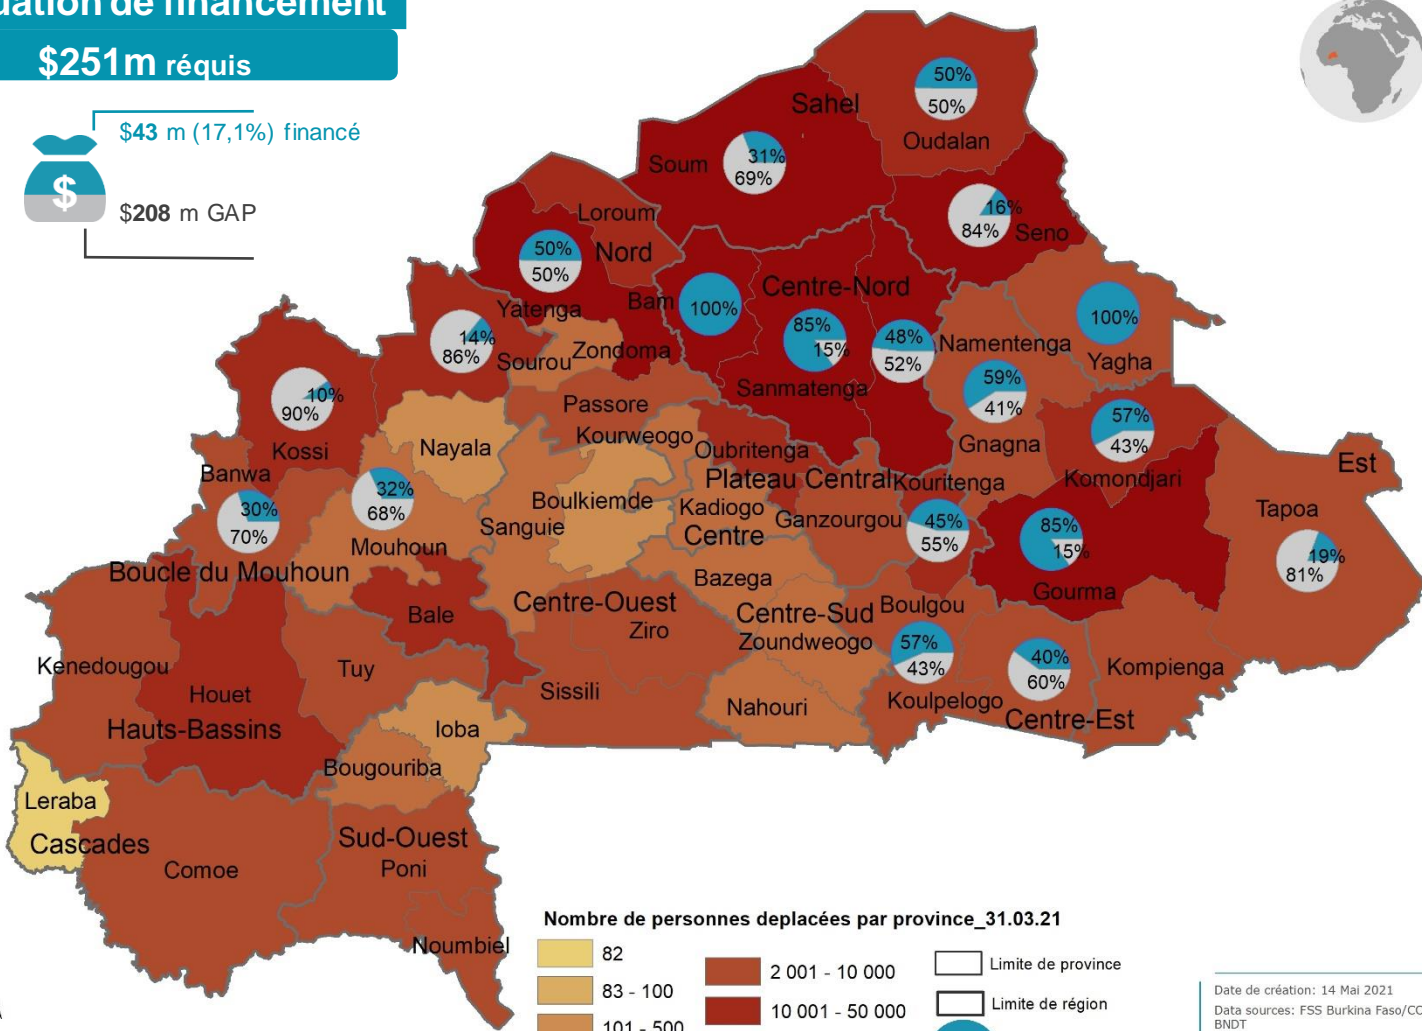 uation de financement
$251m réquis
$43 m (17,1%) financé
$
$208 m GAP
50%
50%
Oudalan
Sahel
Soum
31%
69%
16%
84%
Seno
Loroum
Nord
50%
50%
Yatenga
Bam
100%
Centre-Nord
85%
15%
Sanmatenga
48%
52%
Namentenga
100%
Yagha
14%
86%
Sourou
Zondoma
59%
41%
Gnagna
57%
43%
Komondjari
10%
90%
Kossi
Passore
Nayala
Kourweogo
Oubritenga
Plateau Central
Kouritenga
Est
Tapoa
Banwa
30%
70%
32%
68%
Mouhoun
Boulkiemde
Sanguie
Kadiogo
Centre
Ganzourgou
45%
55%
85%
15%
Gourma
19%
81%
Boucle du Mouhoun
Bazega
Bale
Centre-Ouest
Ziro
Centre-Sud
Zoundweogo
Boulgou
57%
43%
40%
60%
Kompienga
Kenedougou
Tuy
Houet
Sissili
Nahouri
Koulpelogo
Centre-Est
Hauts-Bassins
Ioba
Bougouriba
Leraba
Cascades
Comoe
Sud-Ouest
Poni
Noumbiel
Nombre de personnes deplacées par province_31.03.21
82
83 - 100
101 - 500
2 001 - 10 000
10 001 - 50 000
Limite de province
Limite de région
Date de création: 14 Mai 2021
Data sources: FSS Burkina Faso/CO
BNDT